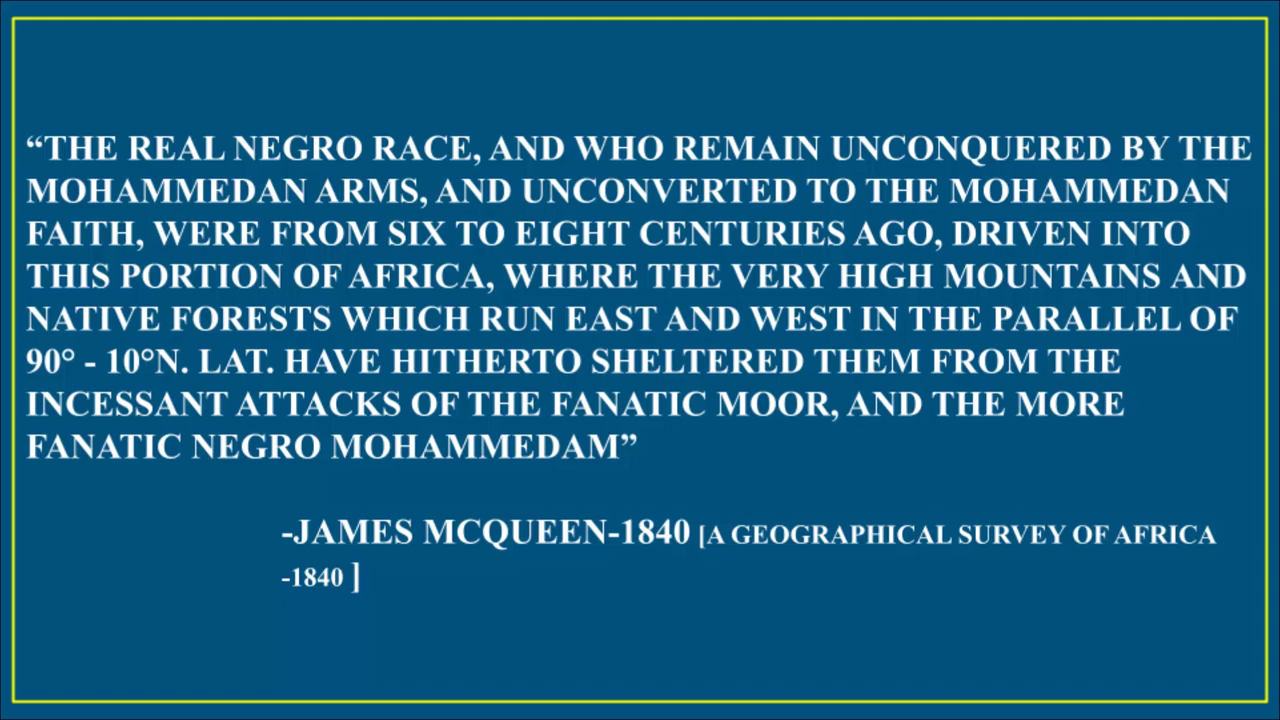 “THE REAL NEGRO RACE, AND WHO REMAIN UNCONQUERED BY THE
MOHAMMEDAN ARMS, AND UNCONVERTED TO THE MOHAMMEDAN
FAITH, WERE FROM SIX TO EIGHT CENTURIES AGO, DRIVEN INTO
THIS PORTION OF AFRICA, WHERE THE VERY HIGH MOUNTAINS AND
NATIVE FORESTS WHICH RUN EAST AND WEST IN THE PARALLEL OF
90° - 10°N. LAT. HAVE HITHERTO SHELTERED THEM FROM THE
INCESSANT ATTACKS OF THE FANATIC MOOR, AND THE MORE
FANATIC NEGRO MOHAMMEDAM”
-JAMES MCQUEEN-1840 [A GEOGRAPHICAL SURVEY OF AFRICA
-1840 ]